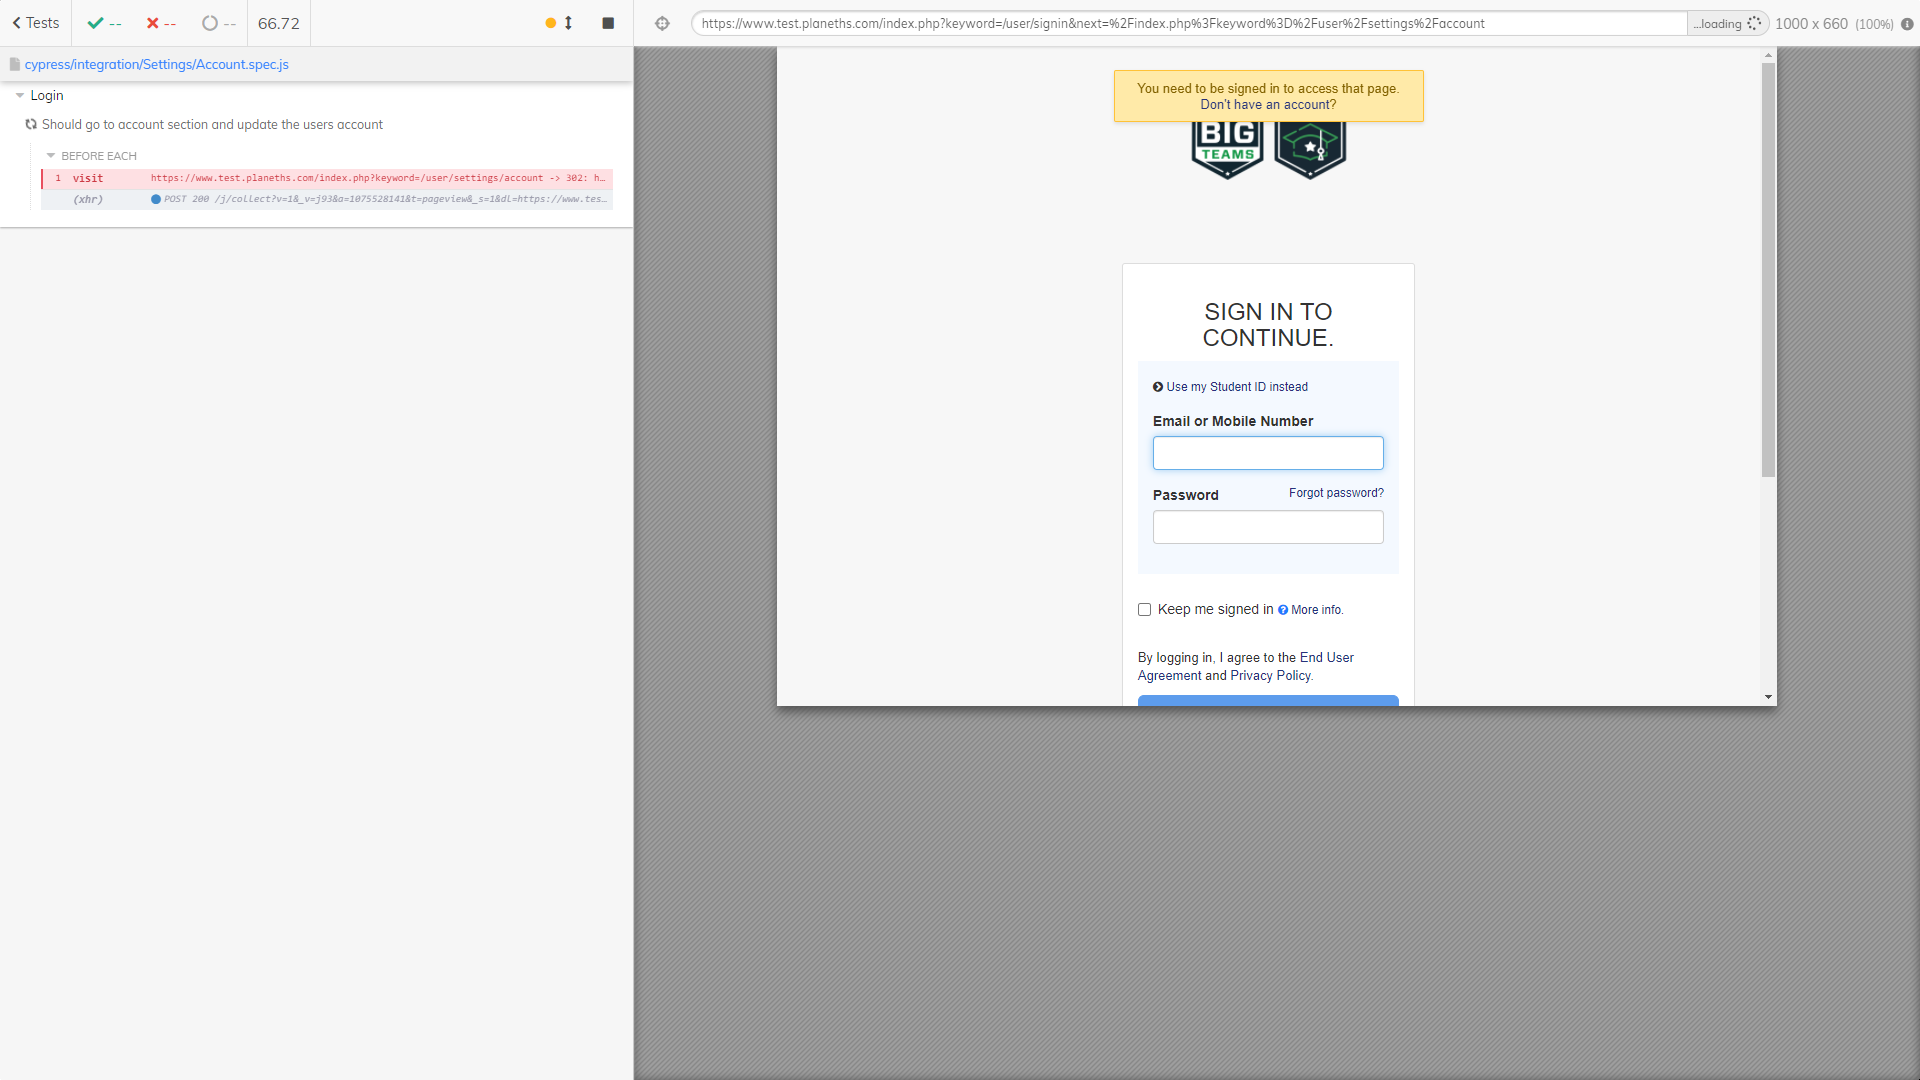 Tests
--
--
--
66.72
https://www.test.planeths.com/index.php?keyword=/user/signin&next=%2Findex.php%3Fkeyword%3D%2Fuser%2Fsettings%2Faccount
...loading
1000 x 660 (100%)
cypress/integration/Settings/Account.spec.js
Login
Should go to account section and update the users account
BEFORE EACH
1 visit https://www.test.planeths.com/index.php?keyword=/user/settings/account -> 302: h…
(xhr) POST 200 /j/collect?v=1&_v=j93&a=1075528141&t=pageview&_s=1&dl=https://www.tes…
You need to be signed in to access that page.
Don't have an account?
BIG
TEAMS
SIGN IN TO
CONTINUE.
Use my Student ID instead
Email or Mobile Number
Password
Forgot password?
Keep me signed in
More info.
By logging in, I agree to the End User
Agreement and Privacy Policy.